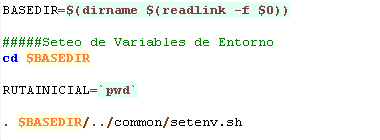 BASEDIR=$(dirname $(readlink -f $0))
#####Seteo de Variables de Entorno
cd $BASEDIR
RUTAINICIAL=`pwd`
. $BASEDIR/../common/setenv.sh